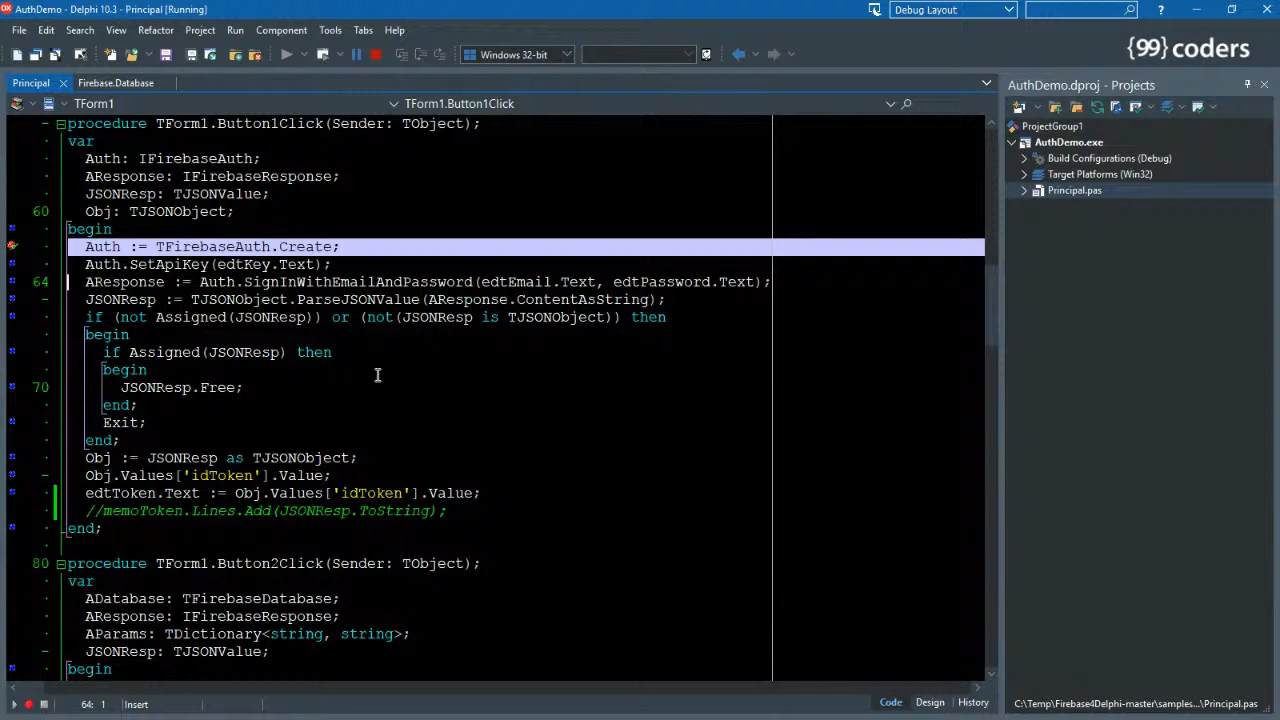 AuthDemo - Delphi 10.3 - Principal [Running]
Debug Layout
File Edit Search View Refactor Project Run Component Tools Tabs Help
Windows 32-bit
{99} coders
Principal
Firebase.Database
AuthDemo.dproj - Projects
TForm1
TForm1.Button1Click
procedure TForm1.Button1Click(Sender: TObject);
var
Auth: IFirebaseAuth;
AResponse: IFirebaseResponse;
JSONResp: TJSONValue;
60 Obj: TJSONObject;
begin
Auth := TFirebaseAuth.Create;
Auth.SetApiKey(edtKey.Text);
64 AResponse := Auth.SignInWithEmailAndPassword(edtEmail.Text, edtPassword.Text);
JSONResp := TJSONObject.ParseJSONValue(AResponse.ContentAsString);
if (not Assigned(JSONResp)) or (not(JSONResp is TJSONObject)) then
begin
if Assigned(JSONResp) then
begin
70 JSONResp.Free;
end;
Exit;
end;
Obj := JSONResp as TJSONObject;
Obj.Values['idToken'].Value;
edtToken.Text := Obj.Values['idToken'].Value;
//memoToken.Lines.Add(JSONResp.ToString);
end;
80 procedure TForm1.Button2Click(Sender: TObject);
var
ADatabase: TFirebaseDatabase;
AResponse: IFirebaseResponse;
AParams: TDictionary<string, string>;
JSONResp: TJSONValue;
begin
ProjectGroup1
AuthDemo.exe
Build Configurations (Debug)
Target Platforms (Win32)
Principal.pas
64: 1
Insert
Code
Design
History
C:\Temp\Firebase4Delphi-master\samples...\Principal.pas